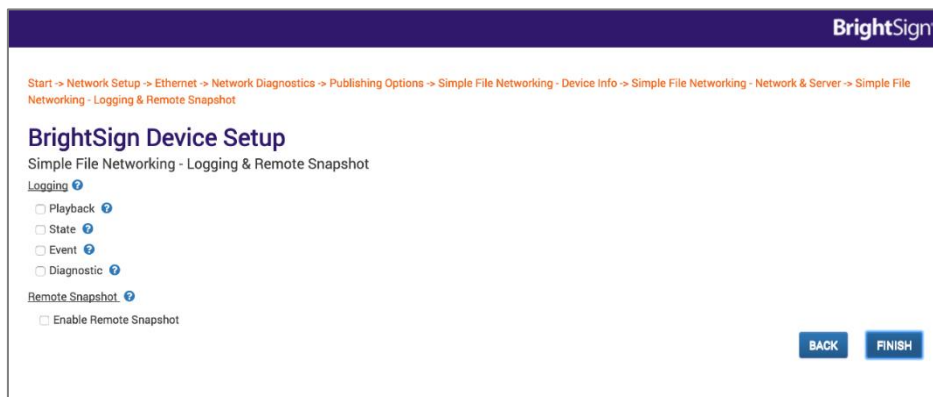 BrightSign
Start -> Network Setup -> Ethernet -> Network Diagnostics -> Publishing Options -> Simple File Networking - Device Info -> Simple File Networking - Network & Server -> Simple File
Networking - Logging & Remote Snapshot
BrightSign Device Setup
Simple File Networking - Logging & Remote Snapshot
Logging ?
Playback ?
State ?
Event ?
Diagnostic ?
Remote Snapshot ?
Enable Remote Snapshot
BACK FINISH